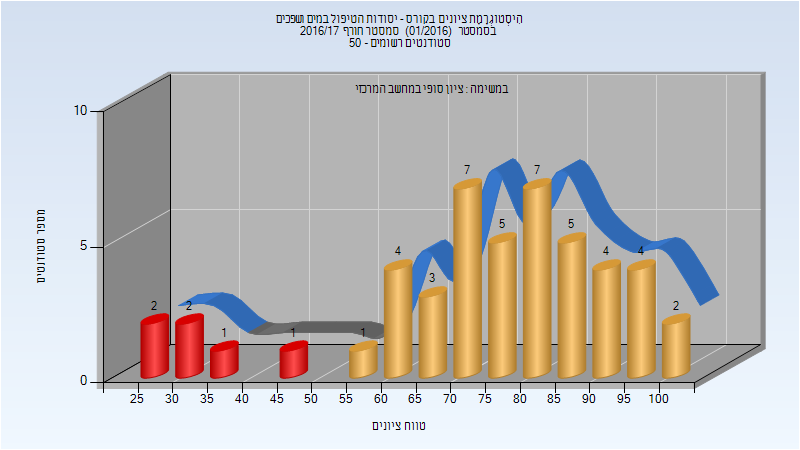 היסטוגרמת ציונים בקורס - יסודות הטיפול במים ושפכים
בסמסטר (01/2016) סמסטר חורף 2016/17
סטודנטים רשומים - 50
במשימה : ציון סופי במחשב המרכזי
10
5
0
מספר סטודנטים
2
2
1
1
1
4
3
7
5
7
5
4
4
2
25 30 35 40 45 50 55 60 65 70 75 80 85 90 95 100
טווח ציונים